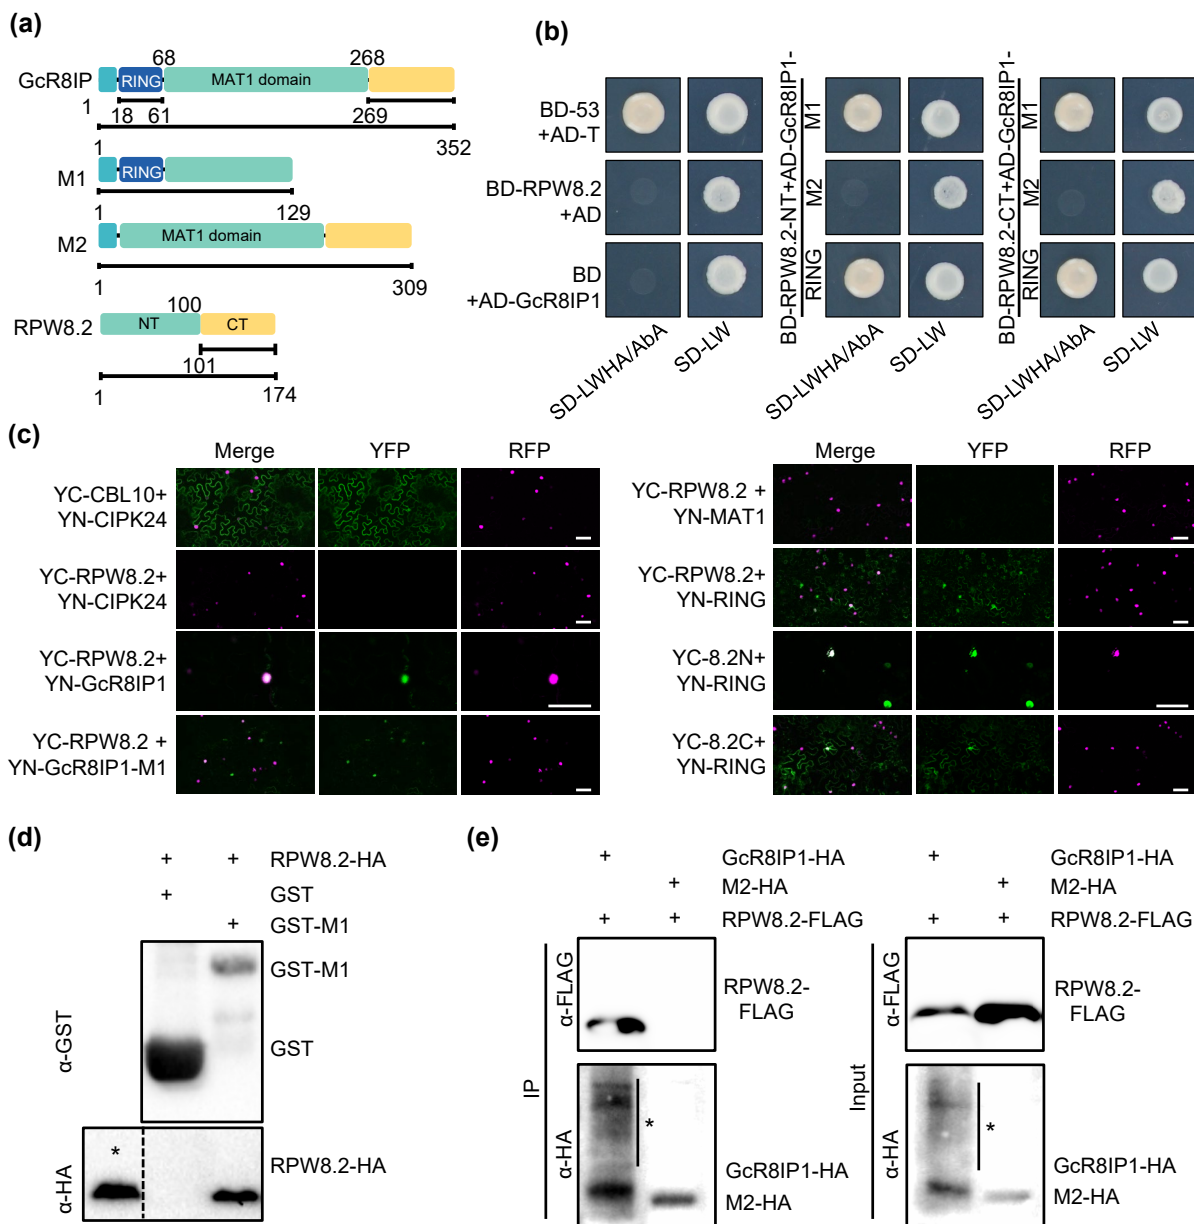 (a)
68
268
GcR8IP
RING
MAT1 domain
1
18
61
269
1
352
M1
RING
1
129
M2
MAT1 domain
1
309
100
RPW8.2
NT
CT
101
1
174
(b)
BD-53
+AD-T
BD-RPW8.2
+AD
BD
+AD-GcR8IP1
SD-LWHA/AbA
SD-LW
BD-RPW8.2-NT+AD-GcR8IP1-
M1
M2
RING
SD-LWHA/AbA
SD-LW
BD-RPW8.2-CT+AD-GcR8IP1-
M1
M2
RING
SD-LWHA/AbA
SD-LW
(c)
Merge
YFP
RFP
YC-CBL10+
YN-CIPK24
YC-RPW8.2+
YN-CIPK24
YC-RPW8.2+
YN-GcR8IP1
YC-RPW8.2 +
YN-GcR8IP1-M1
Merge
YFP
RFP
YC-RPW8.2 +
YN-MAT1
YC-RPW8.2+
YN-RING
YC-8.2N+
YN-RING
YC-8.2C+
YN-RING
(d)
+ + RPW8.2-HA
+ GST
+ GST-M1
α-GST
GST-M1
GST
α-HA
*
RPW8.2-HA
(e)
+ GcR8IP1-HA
+ M2-HA
+ + RPW8.2-FLAG
IP
α-FLAG
RPW8.2-
FLAG
α-HA
*
GcR8IP1-HA
M2-HA
+ GcR8IP1-HA
+ M2-HA
+ + RPW8.2-FLAG
Input
α-FLAG
RPW8.2-
FLAG
α-HA
*
GcR8IP1-HA
M2-HA